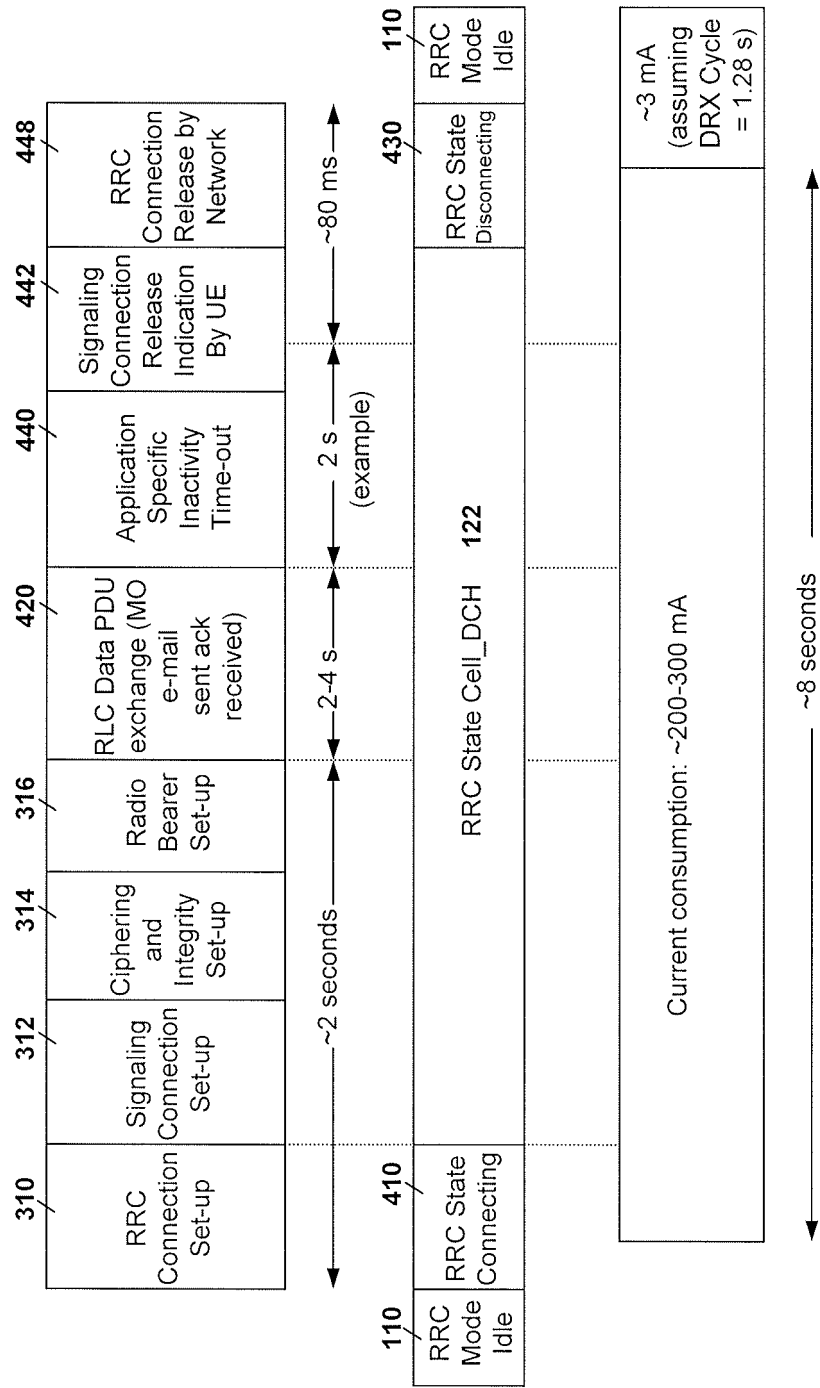 310
RRC
Connection
Set-up
312
Signaling
Connection
Set-up
314
Ciphering
and
Integrity
Set-up
316
Radio
Bearer
Set-up
420
RLC Data PDU
exchange (MO
e-mail
sent ack
received)
440
Application
Specific
Inactivity
Time-out
442
Signaling
Connection
Release
Indication
By UE
448
RRC
Connection
Release by
Network
~2 seconds
2-4 s
2 s
(example)
~80 ms
110
RRC
Mode
Idle
410
RRC State
Connecting
RRC State Cell_DCH 122
430
RRC State
Disconnecting
110
RRC
Mode
Idle
Current consumption: ~200-300 mA
~3 mA
(assuming
DRX Cycle
= 1.28 s)
~8 seconds